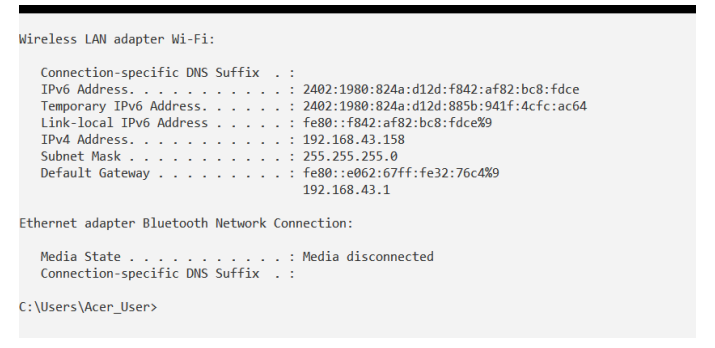 Wireless LAN adapter Wi-Fi:
Connection-specific DNS Suffix . :
IPv6 Address. . . . . . . . . . . : 2402:1980:824a:d12d:f842:af82:bc8:fdce
Temporary IPv6 Address. . . . . . : 2402:1980:824a:d12d:885b:941f:4cfc:ac64
Link-local IPv6 Address . . . . . : fe80::f842:af82:bc8:fdce%9
IPv4 Address. . . . . . . . . . . : 192.168.43.158
Subnet Mask . . . . . . . . . . . : 255.255.255.0
Default Gateway . . . . . . . . . : fe80::e062:67ff:fe32:76c4%9
192.168.43.1
Ethernet adapter Bluetooth Network Connection:
Media State . . . . . . . . . . . : Media disconnected
Connection-specific DNS Suffix . :
C:\Users\Acer_User>